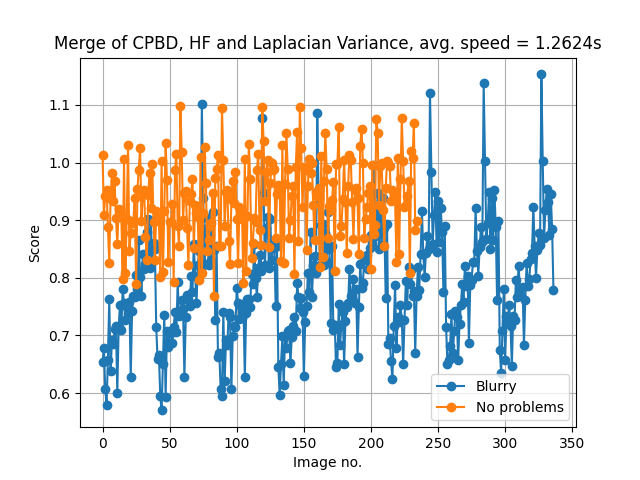 Merge of CPBD, HF and Laplacian Variance, avg. speed = 1.2624s
1.1
1.0
0.9
0.8
0.7
0.6
Score
0 50 100 150 200 250 300 350
Image no.
Blurry
No problems